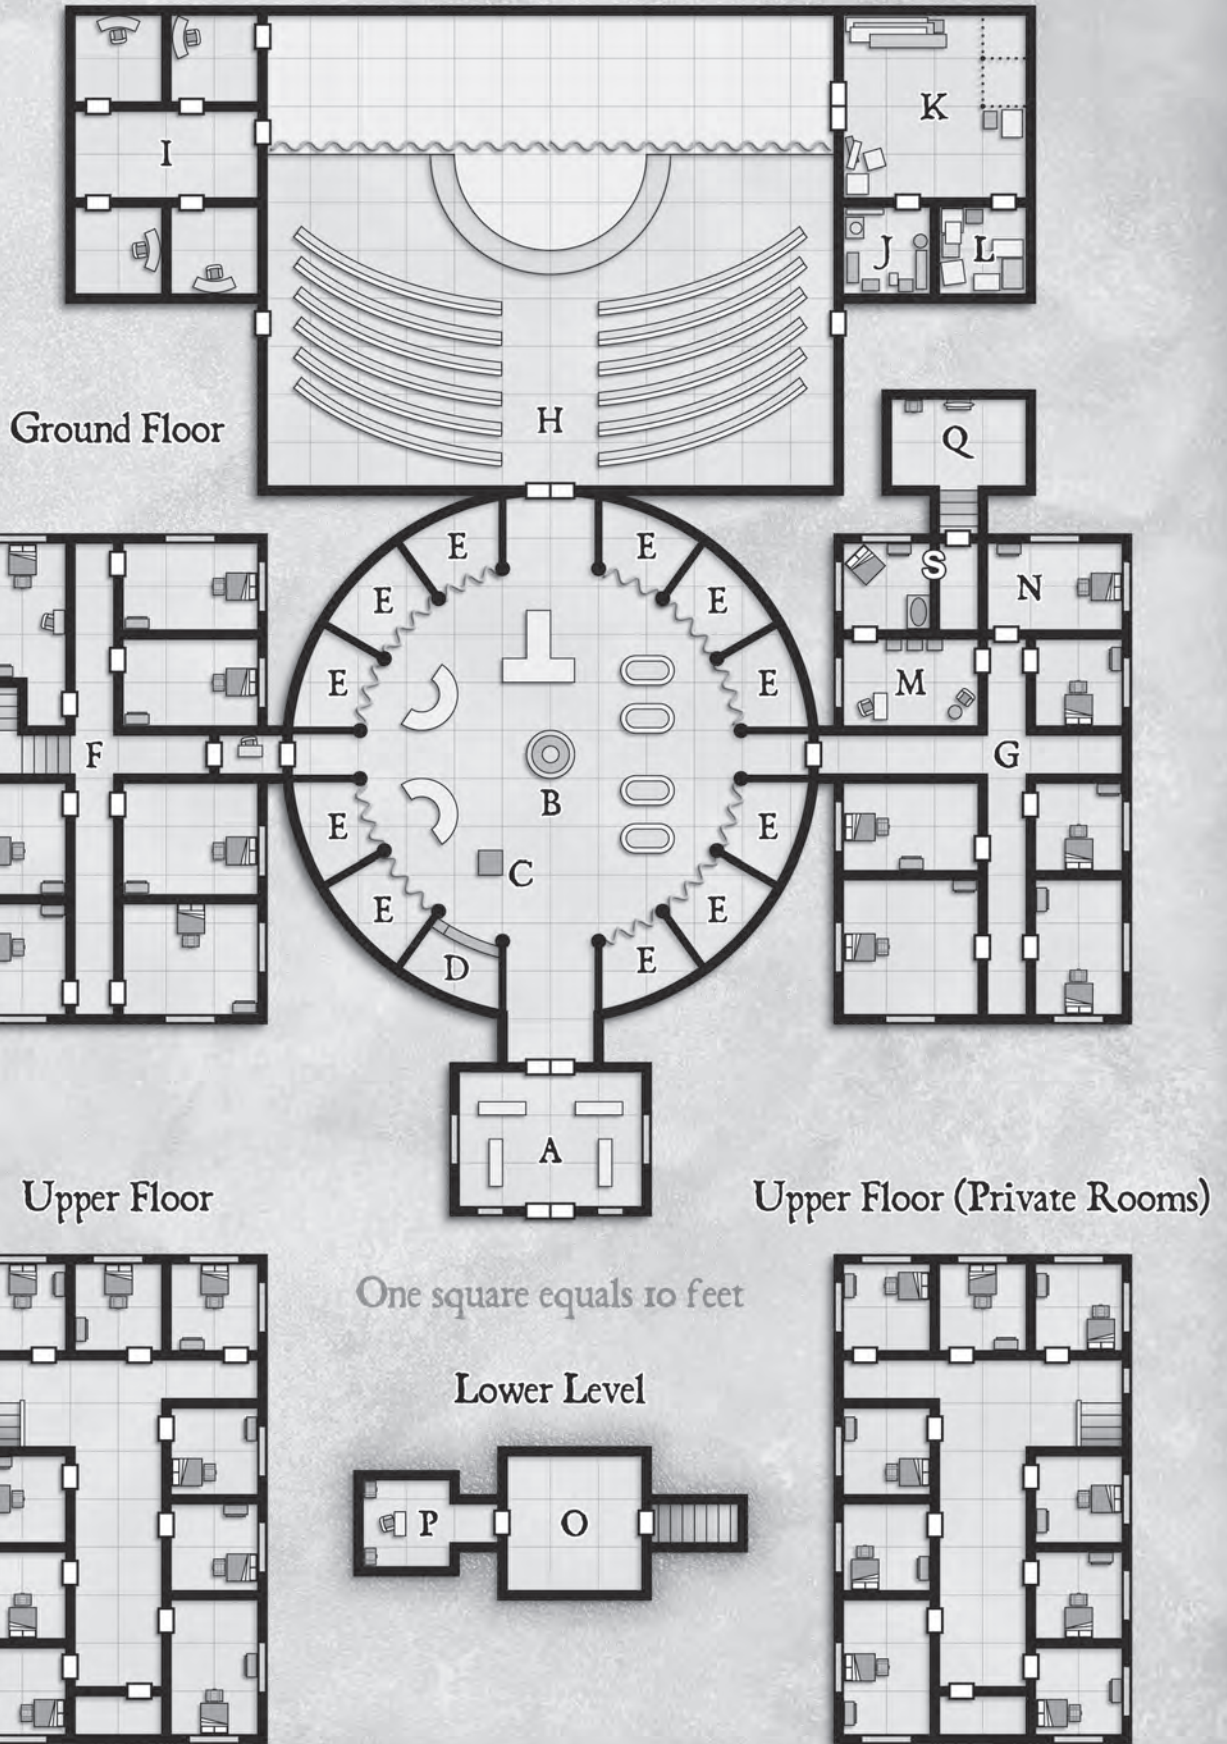 K
I
J L
H
Ground Floor
Q
E E
S
E E
N
E E
M
F
G
B
E E
C
E E
D E
A
Upper Floor
Upper Floor (Private Rooms)
One square equals 10 feet
Lower Level
P O